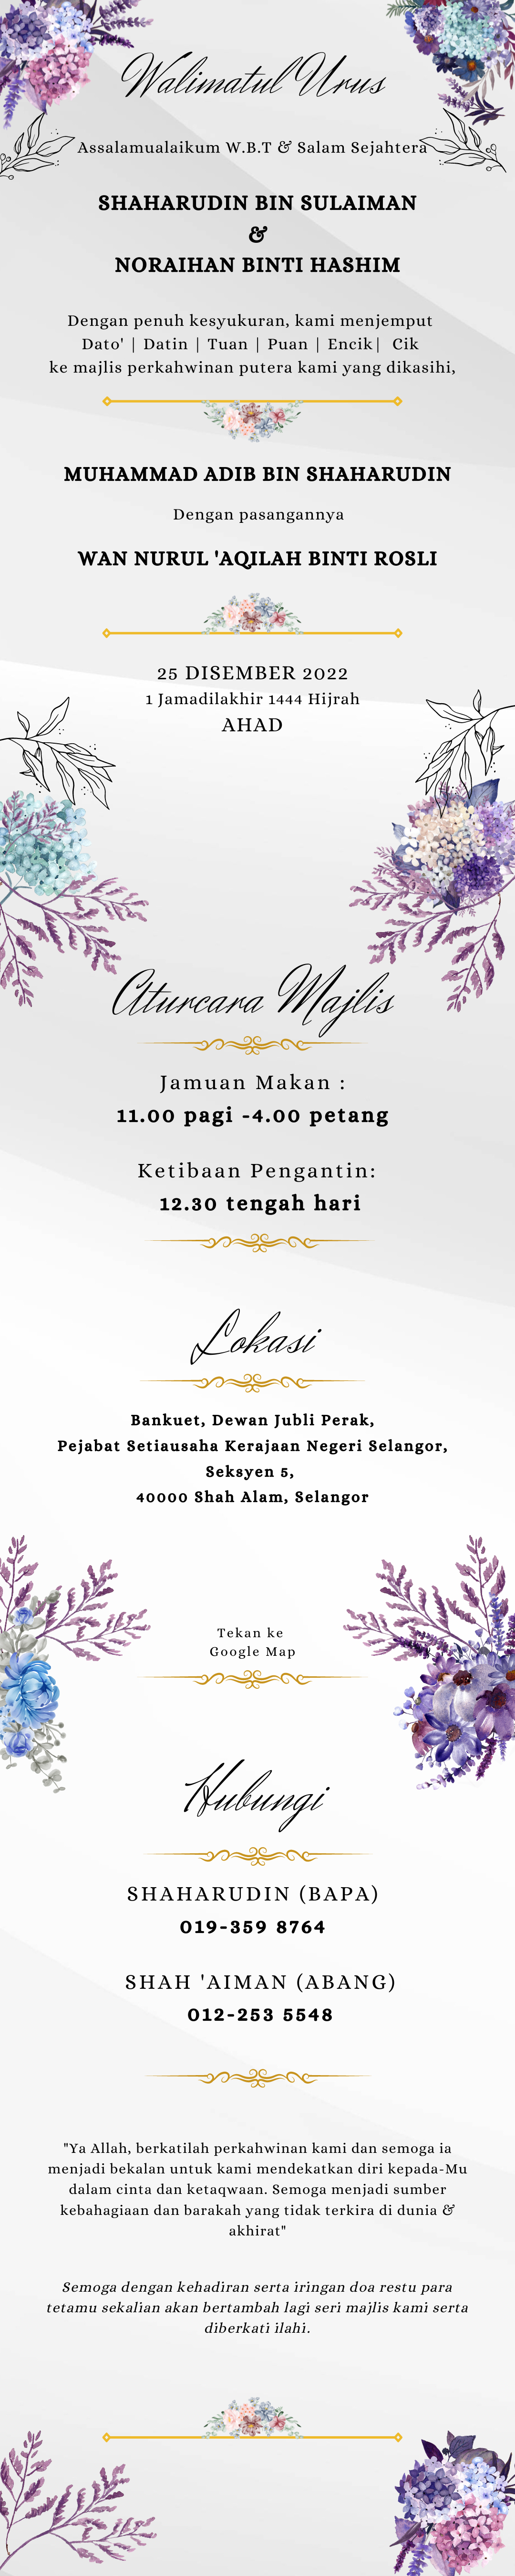 Walimatul Urus
Assalamualaikum W.B.T & Salam Sejahtera
SHAHARUDIN BIN SULAIMAN
&
NORAIHAN BINTI HASHIM
Dengan penuh kesyukuran, kami menjemput
Dato' | Datin | Tuan | Puan | Encik| Cik
ke majlis perkahwinan putera kami yang dikasihi,
MUHAMMAD ADIB BIN SHAHARUDIN
Dengan pasangannya
WAN NURUL 'AQILAH BINTI ROSLI
25 DISEMBER 2022
1 Jamadilakhir 1444 Hijrah
AHAD
Aturcara Majlis
Jamuan Makan :
11.00 pagi -4.00 petang
Ketibaan Pengantin:
12.30 tengah hari
Lokasi
Bankuet, Dewan Jubli Perak,
Pejabat Setiausaha Kerajaan Negeri Selangor,
Seksyen 5,
40000 Shah Alam, Selangor
Tekan ke
Google Map
Hubungi
SHAHARUDIN (BAPA)
019-359 8764
SHAH 'AIMAN (ABANG)
012-253 5548
"Ya Allah, berkatilah perkahwinan kami dan semoga ia
menjadi bekalan untuk kami mendekatkan diri kepada-Mu
dalam cinta dan ketaqwaan. Semoga menjadi sumber
kebahagiaan dan barakah yang tidak terkira di dunia &
akhirat"
Semoga dengan kehadiran serta iringan doa restu para
tetamu sekalian akan bertambah lagi seri majlis kami serta
diberkati ilahi.